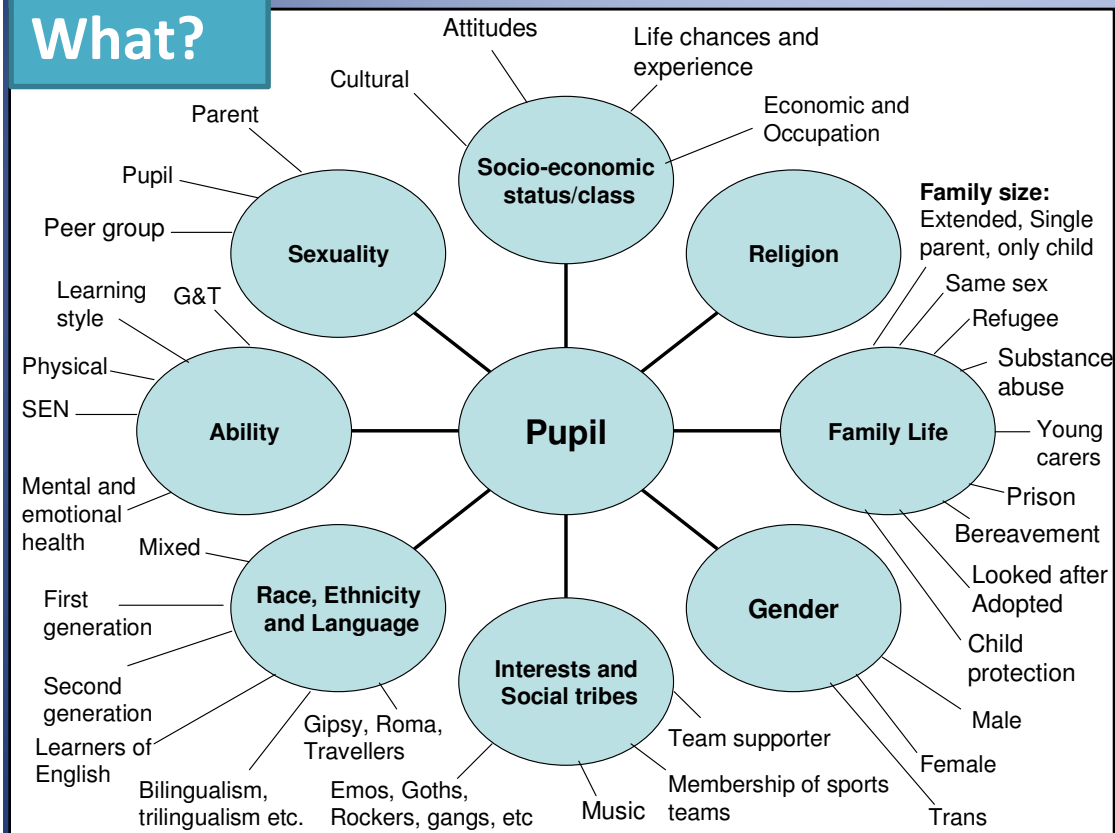 What?
Attitudes
Life chances and
experience
Cultural
Economic and
Occupation
Parent
Socio-economic
status/class
Pupil
Family size:
Extended, Single
parent, only child
Peer group
Sexuality
Religion
Same sex
Learning
style
G&T
Refugee
Substance
abuse
Physical
SEN
Ability
Pupil
Family Life
Young
carers
Mental and
emotional
health
Prison
Bereavement
Mixed
Looked after
Adopted
First
generation
Race, Ethnicity
and Language
Gender
Child
protection
Interests and
Social tribes
Second
generation
Male
Gipsy, Roma,
Travellers
Team supporter
Learners of
English
Female
Bilingualism,
trilingualism etc.
Emos, Goths,
Rockers, gangs, etc
Music
Membership of sports
teams
Trans